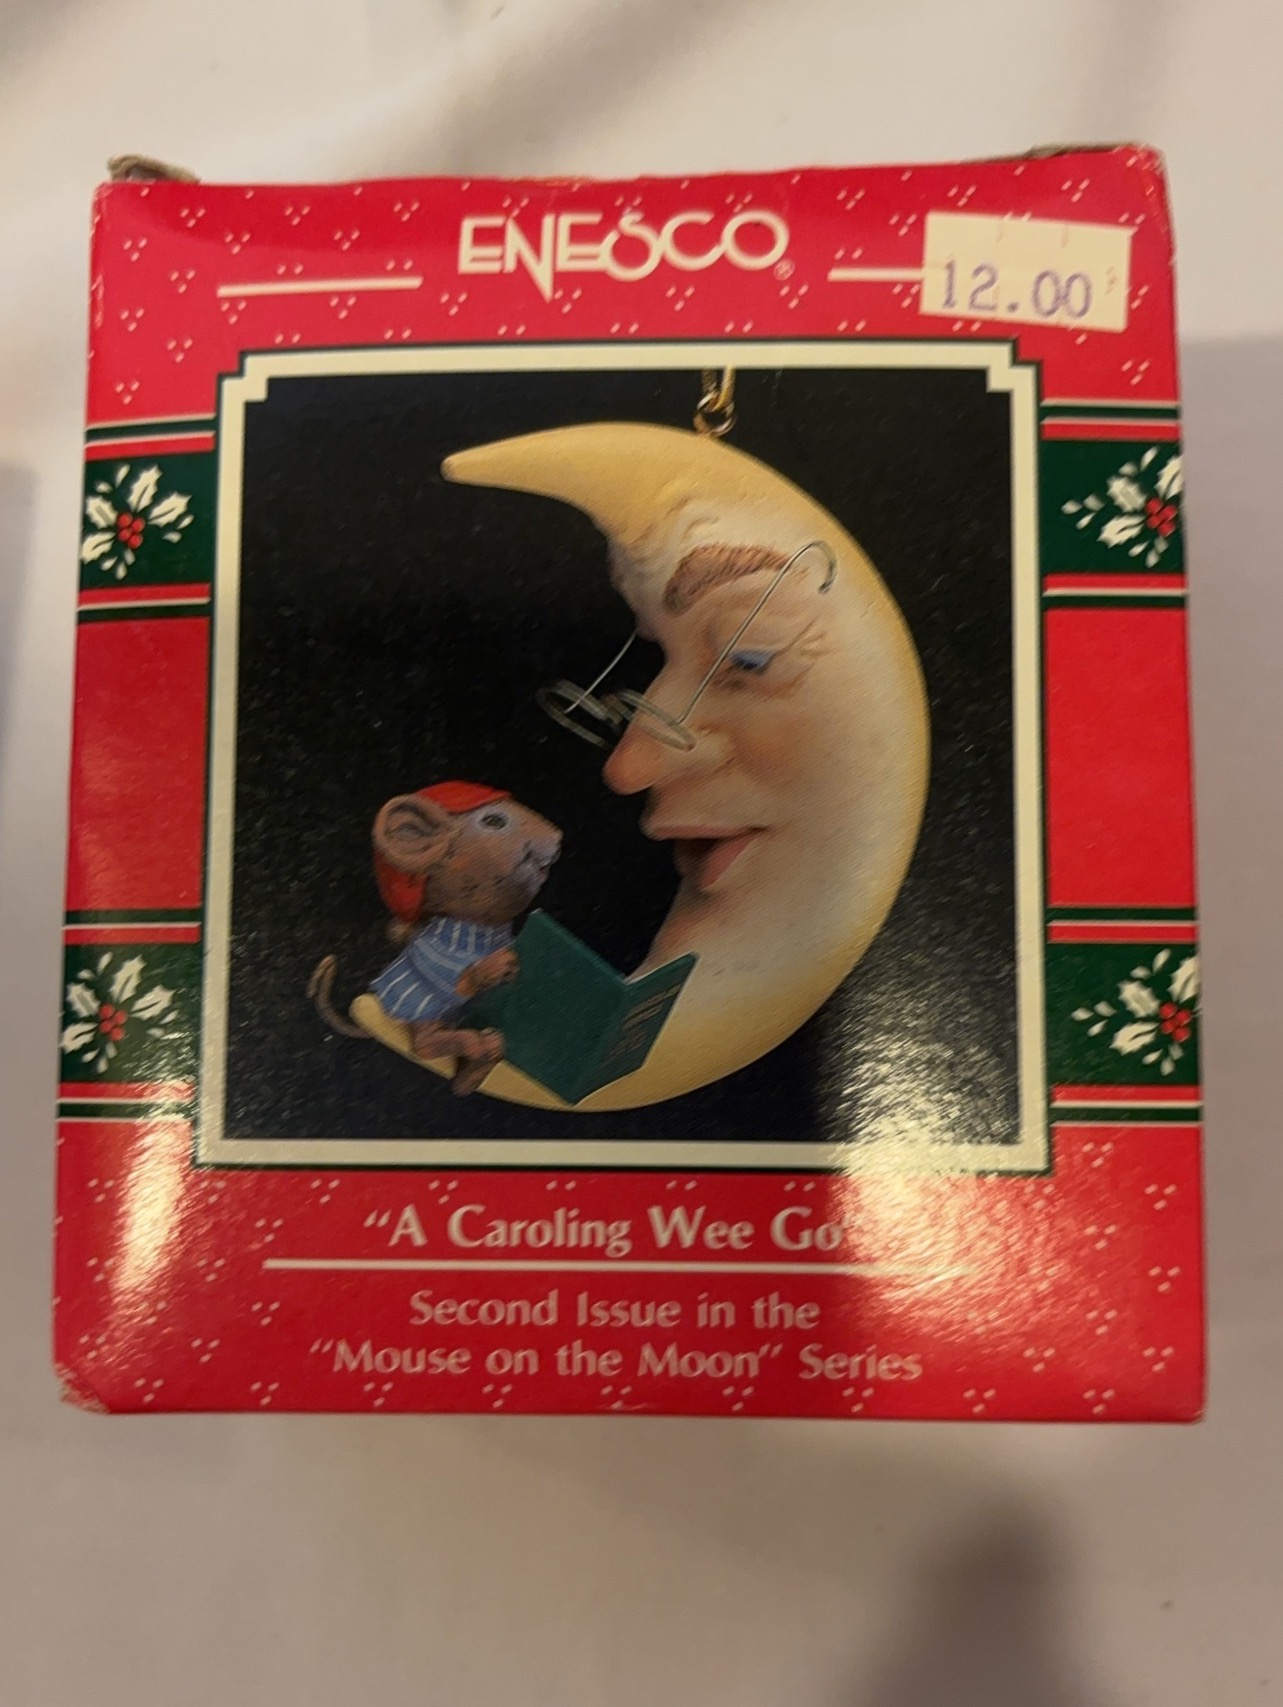 ENESCO®
12.00
"A Caroling Wee Go
Second Issue in the
"Mouse on the Moon" Series